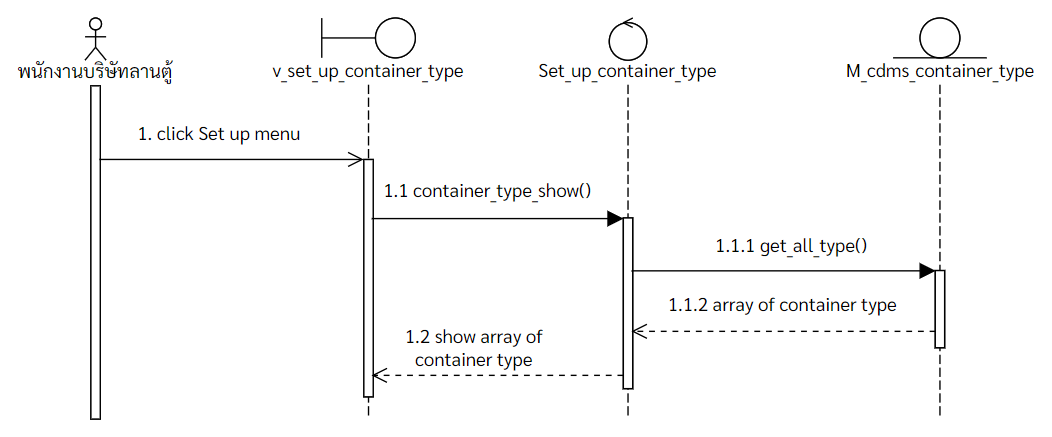 พนักงานบริษัทลานตู้
v_set_up_container_type
Set_up_container_type
M_cdms_container_type
1. click Set up menu
1.1 container_type_show()
1.1.1 get_all_type()
1.1.2 array of container type
1.2 show array of
container type